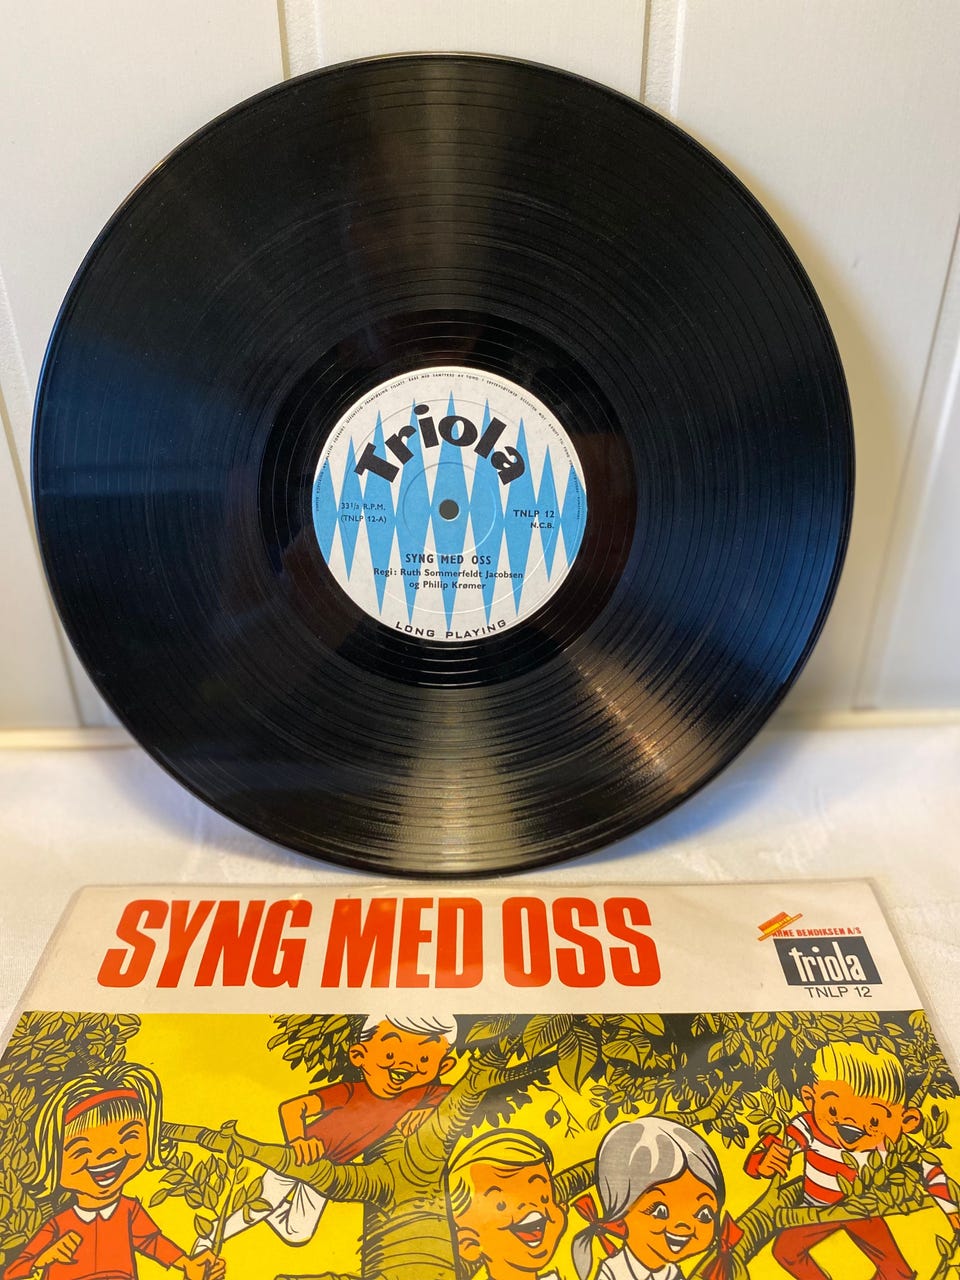 Triola
33 1/3 R.P.M.
(TNLP 12-A)
TNLP 12
N.C.B.
SYNG MED OSS
Regi: Ruth Sommerfeldt Jacobsen
og Philip Krømer
LONG PLAYING
SYNG MED OSS
ARNE BENDIKSEN A/S
triola
TNLP 12